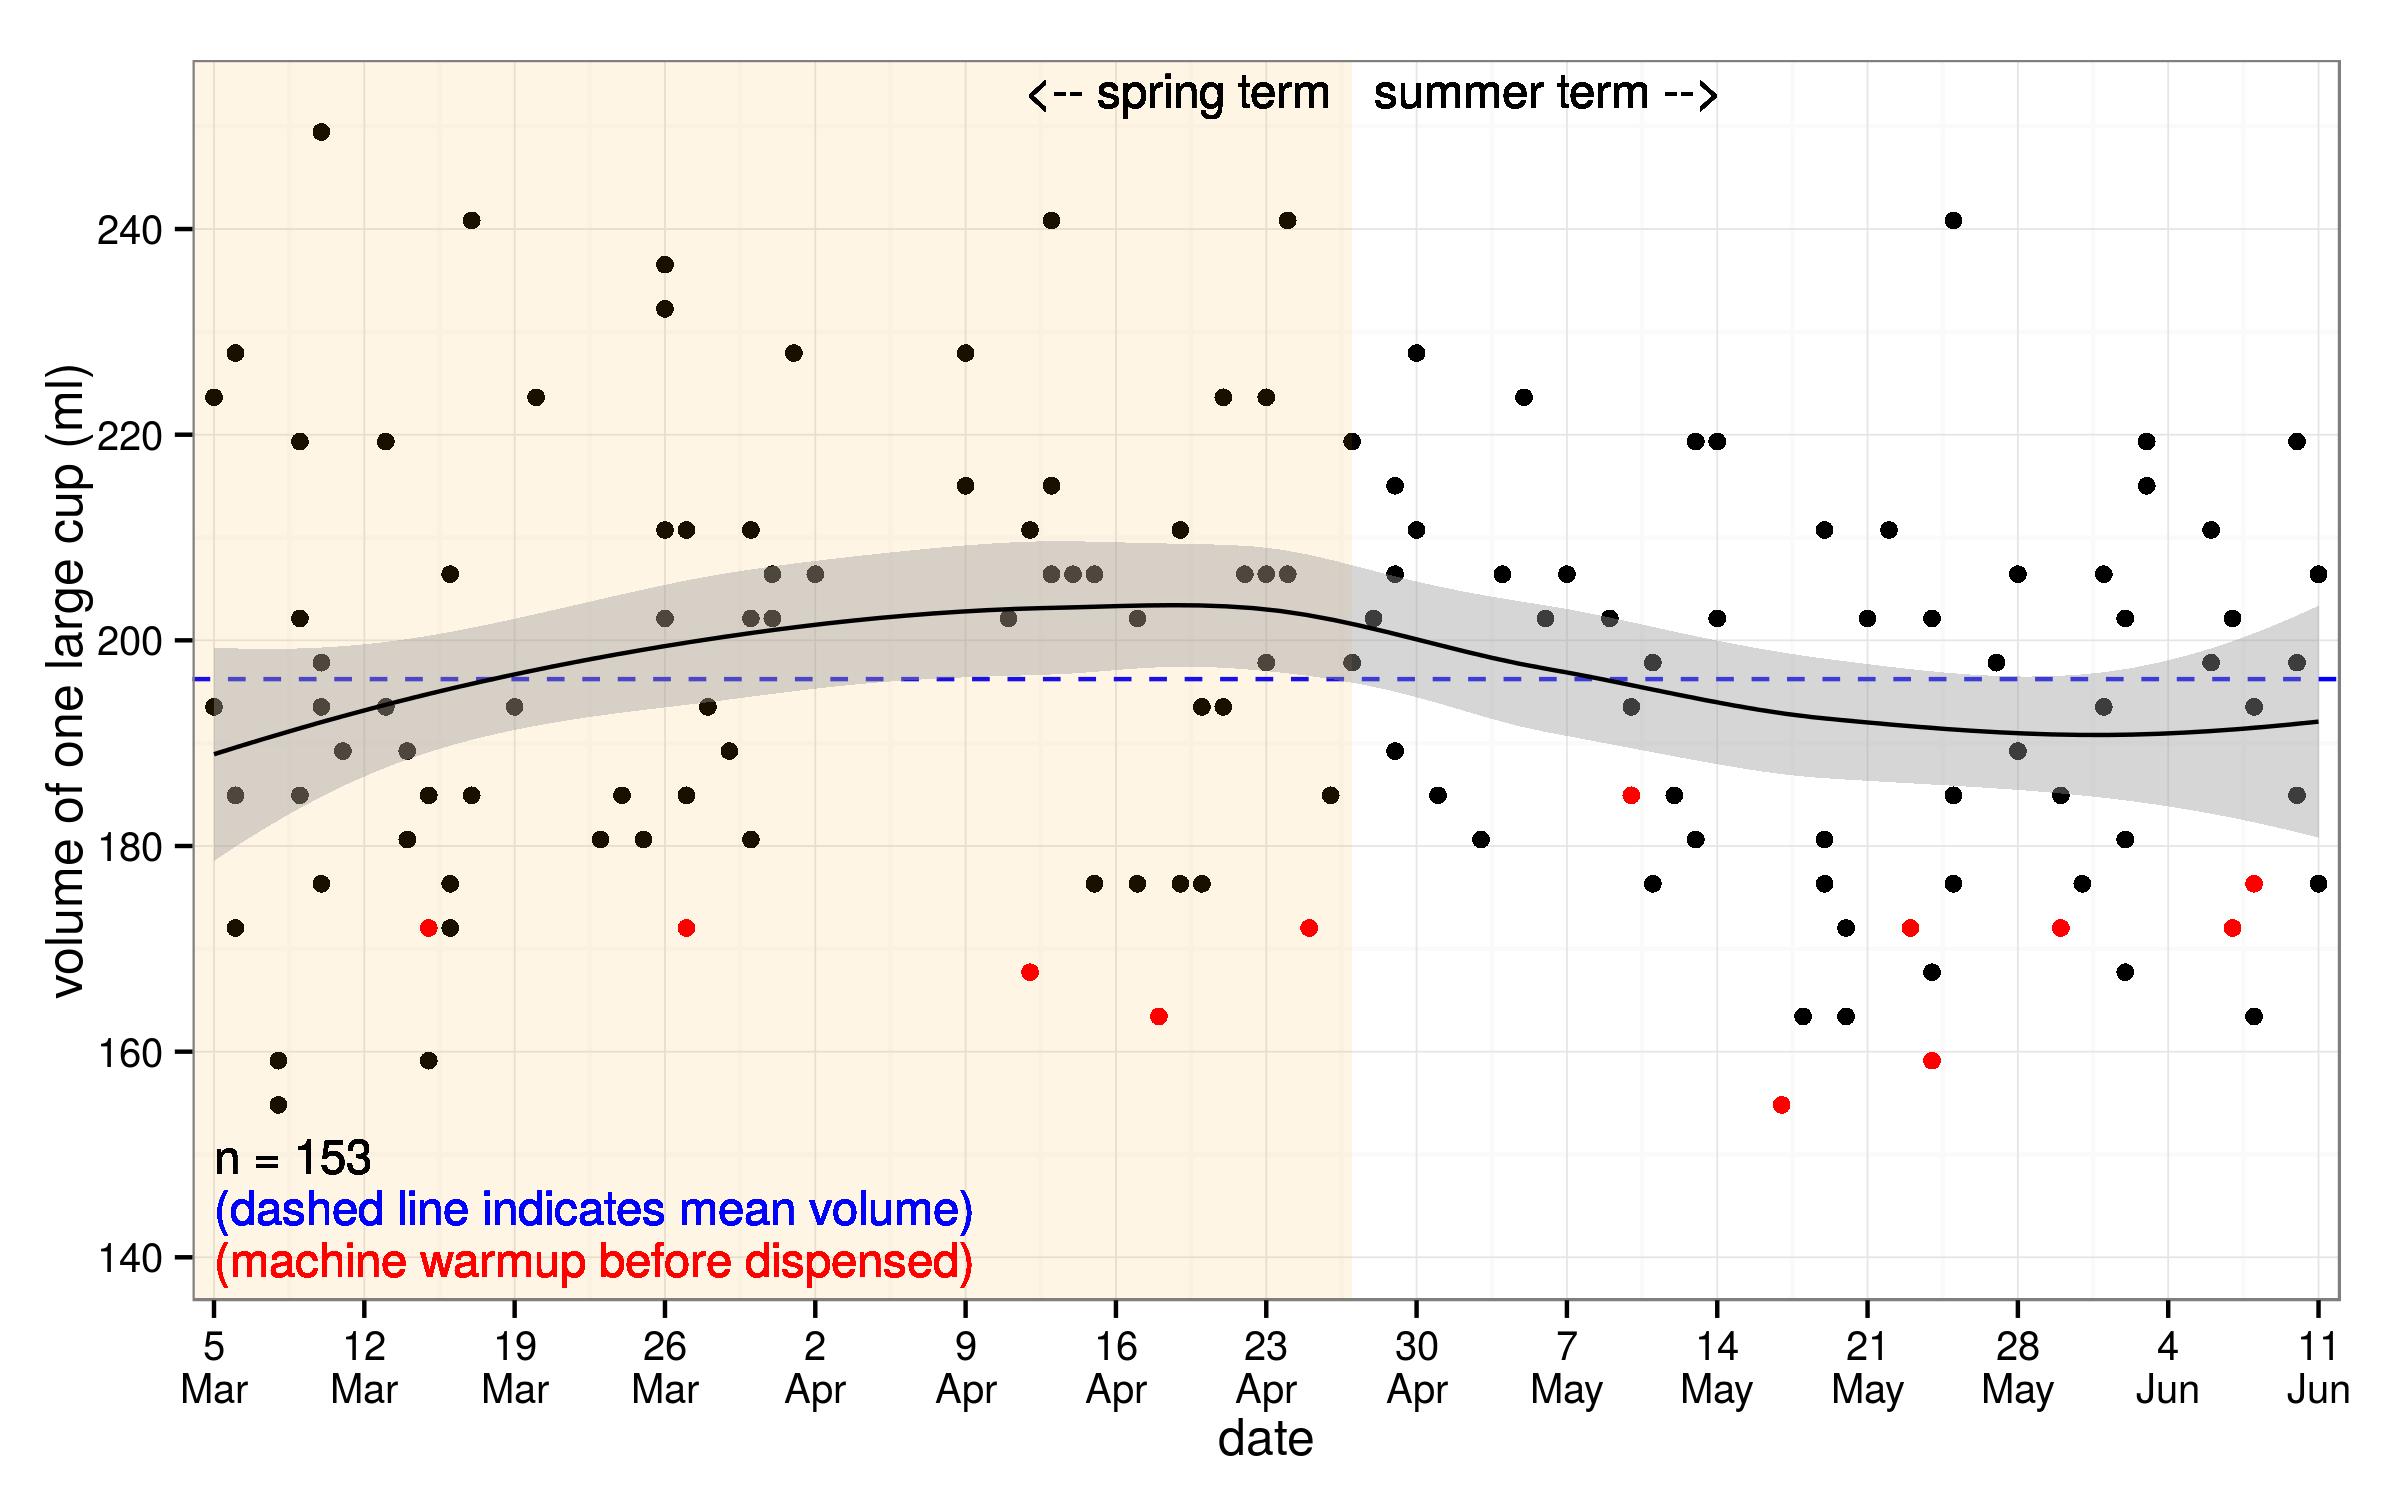 <-- spring term summer term -->
volume of one large cup (ml)
240
220
200
180
160
140
n = 153
(dashed line indicates mean volume)
(machine warmup before dispensed)
5 12 19 26 2 9 16 23 30 7 14 21 28 4 11
Mar Mar Mar Mar Apr Apr Apr Apr Apr May May May May Jun Jun
date